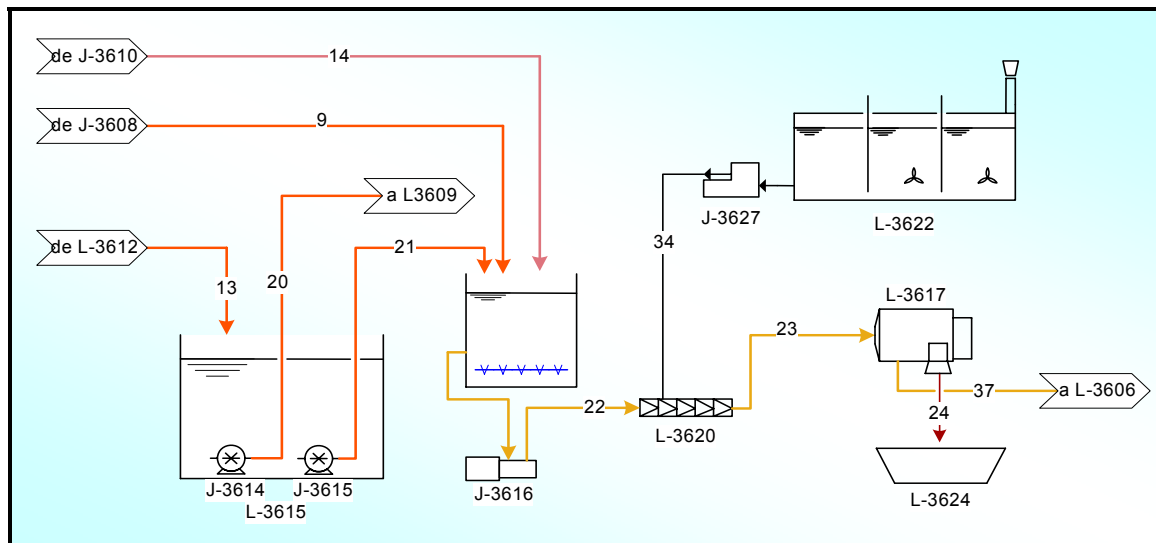 de J-3610
14
de J-3608
9
a L3609
de L-3612
13
20
21
J-3614
J-3615
L-3615
J-3616
22
34
J-3627
L-3622
L-3620
23
L-3617
37
a L-3606
24
L-3624